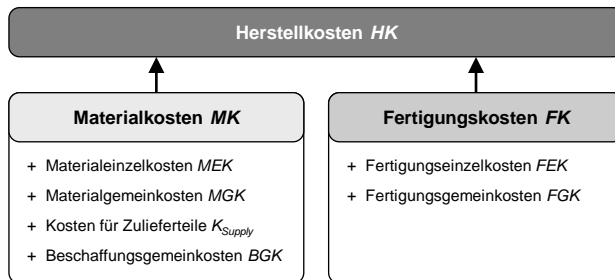 Herstellkosten HK
Materialkosten MK
+ Materialeinzelkosten MEK
+ Materialgemeinkosten MGK
+ Kosten für Zulieferteile K_Supply
+ Beschaffungsgemeinkosten BGK
Fertigungskosten FK
+ Fertigungseinzelkosten FEK
+ Fertigungsgemeinkosten FGK